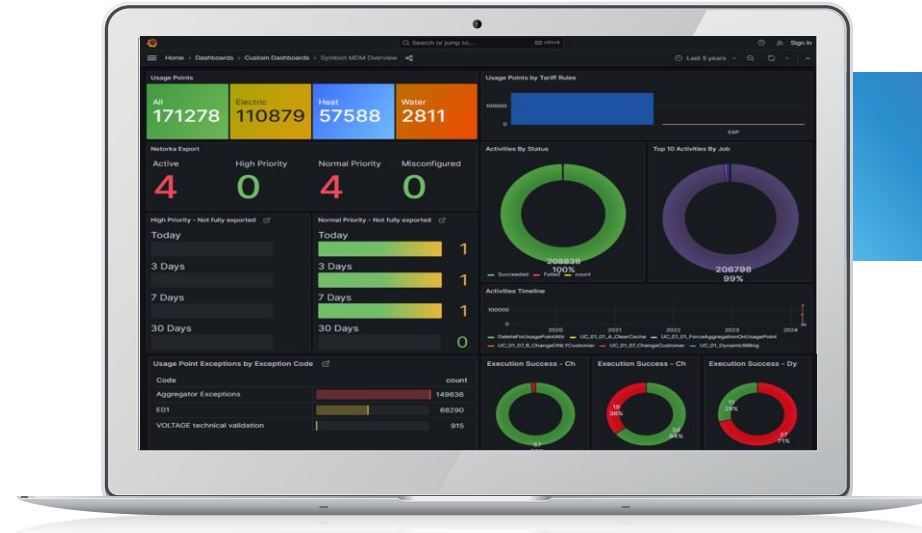 Search or jump to...
ctrl+k
Sign in
Home › Dashboards › Custom Dashboards › Symbiot MDM Overview
Last 5 years
Usage Points
All
171278
Electric
110879
Heat
57588
Water
2811
Usage Points by Tariff Rules
100000
0
EAP
Netorka Export
Active
4
High Priority
0
Normal Priority
4
Misconfigured
0
Activities By Status
208838
100%
Succeeded
Failed
count
Top 10 Activities By Job
206798
99%
High Priority - Not fully exported
Today
3 Days
7 Days
30 Days
Normal Priority - Not fully exported
Today
1
3 Days
1
7 Days
1
30 Days
0
Activities Timeline
100000
0
2020
2021
2022
2023
2024
UC_01_01_A_ClearCache
UC_01_01_ForceAggregationOnUsagePoint
UC_01_07_B_ChangeONLYCustomer
UC_01_07_ChangeCustomer
UC_01_DynamicBilling
Usage Point Exceptions by Exception Code
Code
count
Aggregator Exceptions
149636
E01
68290
VOLTAGE technical validation
915
Execution Success - Ch
57
Execution Success - Ch
19
36%
34
64%
Execution Success - Dy
11
29%
27
71%